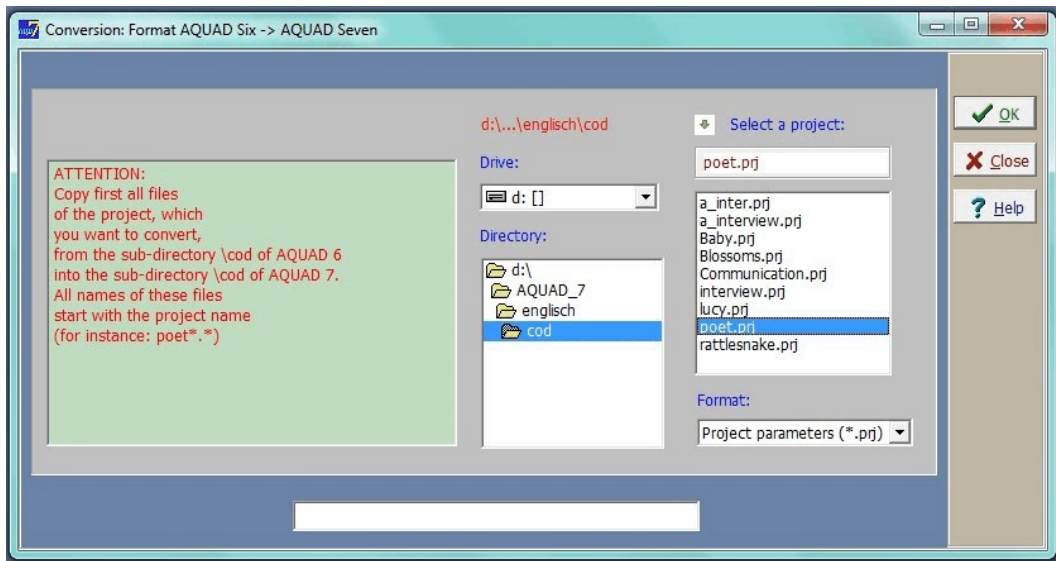 Conversion: Format AQUAD Six -> AQUAD Seven
ATTENTION:
Copy first all files
of the project, which
you want to convert,
from the sub-directory \cod of AQUAD 6
into the sub-directory \cod of AQUAD 7.
All names of these files
start with the project name
(for instance: poet*.*)
d:\...\englisch\cod
Drive:
d: []
Directory:
d:\
AQUAD_7
englisch
cod
Select a project:
poet.prj
a_inter.prj
a_interview.prj
Baby.prj
Blossoms.prj
Communication.prj
interview.prj
lucy.prj
poet.prj
rattlesnake.prj
Format:
Project parameters (*.prj)
OK
Close
Help